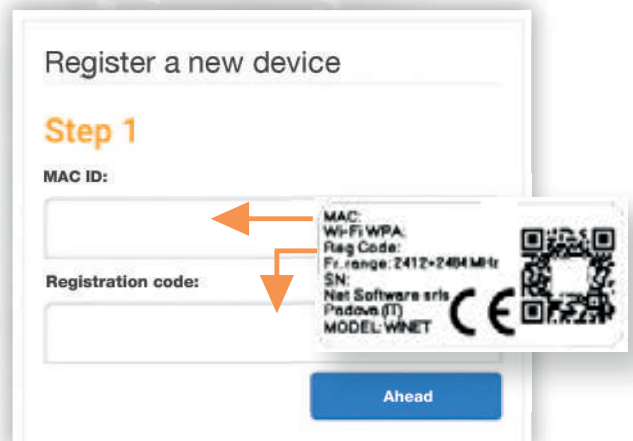 Register a new device
Step 1
MAC ID:
MAC:
Wi-Fi WPA:
Reg Code:
Fr. range: 2412÷2484 MHz
SN:
Net Software srls
Padova (IT)
MODEL: WINET
CE
Registration code:
Ahead